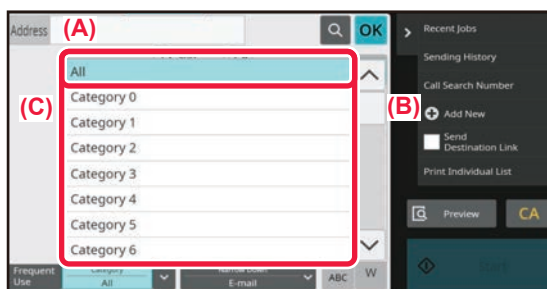 Address
(A)
OK
Recent Jobs
All
Sending History
Category 0
Call Search Number
(C)
(B)
Category 1
Add New
Category 2
Send
Destination Link
Category 3
Print Individual List
Category 4
Category 5
Preview
CA
Category 6
Frequent
Use
Category
All
Narrow Down
E-mail
ABC
W
Start